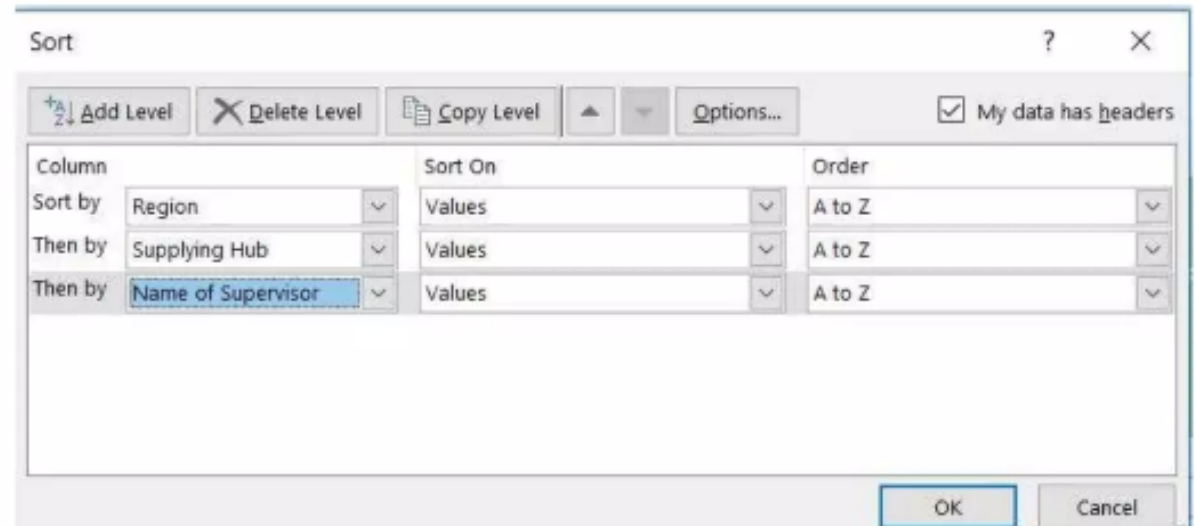 Sort ?
Add Level Delete Level Copy Level Options... My data has headers
Column Sort On Order
Sort by Region Values A to Z
Then by Supplying Hub Values A to Z
Then by Name of Supervisor Values A to Z
OK Cancel